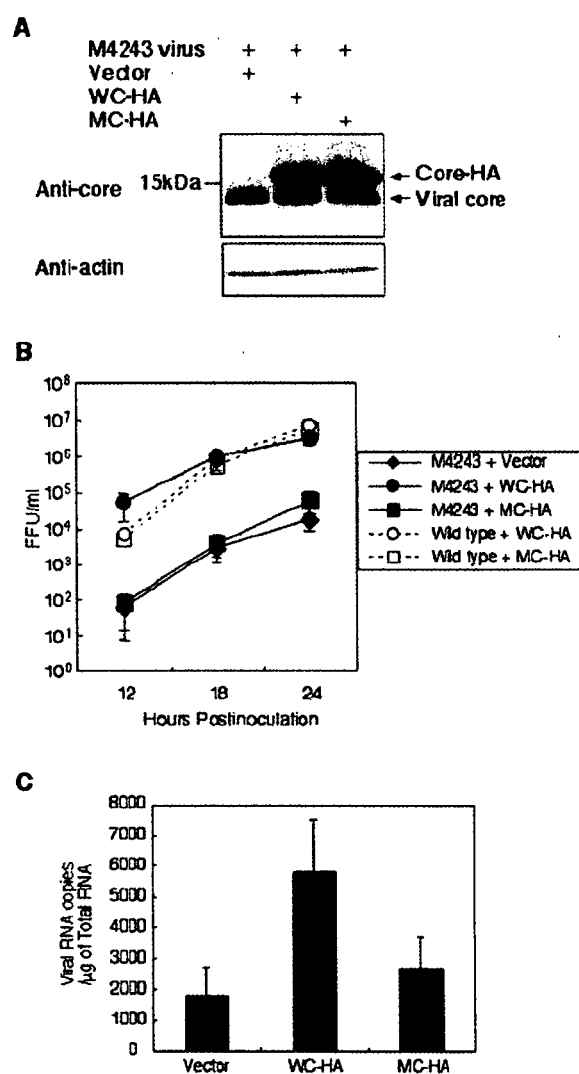 A
M4243 virus + + +
Vector +
WC-HA +
MC-HA +
Anti-core 15kDa Core-HA
Viral core
Anti-actin
B
FFU/ml
10⁸
10⁷
10⁶
10⁵
10⁴
10³
10²
10¹
10⁰
12 18 24
Hours Postinoculation
M4243 + Vector
M4243 + WC-HA
M4243 + MC-HA
Wild type + WC-HA
Wild type + MC-HA
C
Viral RNA copies
/µg of Total RNA
8000
7000
6000
5000
4000
3000
2000
1000
0
Vector WC-HA MC-HA